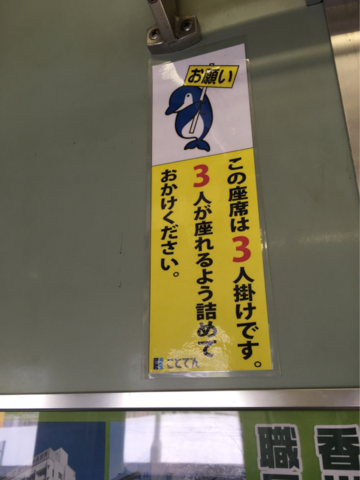 お願い
この座席は3人掛けです。
3人が座れるよう詰めて
おかけください。
ことでん
香
職員